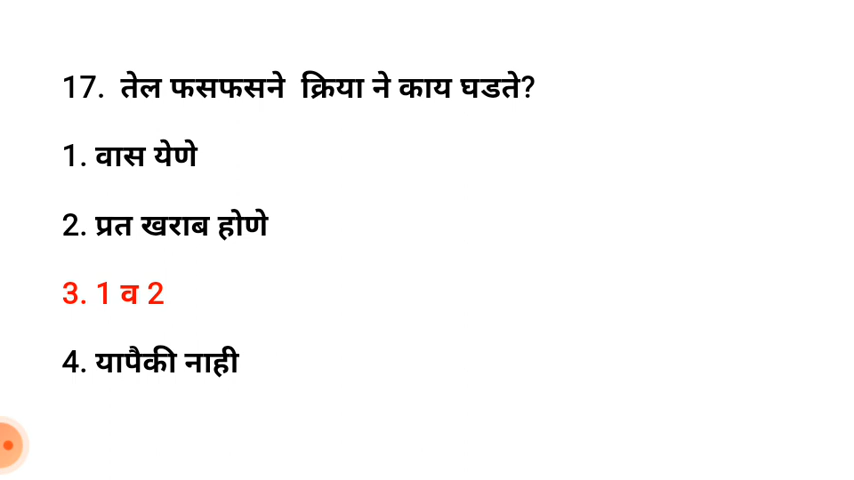 17. तेल फसफसने क्रिया ने काय घडते?
1. वास येणे
2. प्रत खराब होणे
3. 1 व 2
4. यापैकी नाही